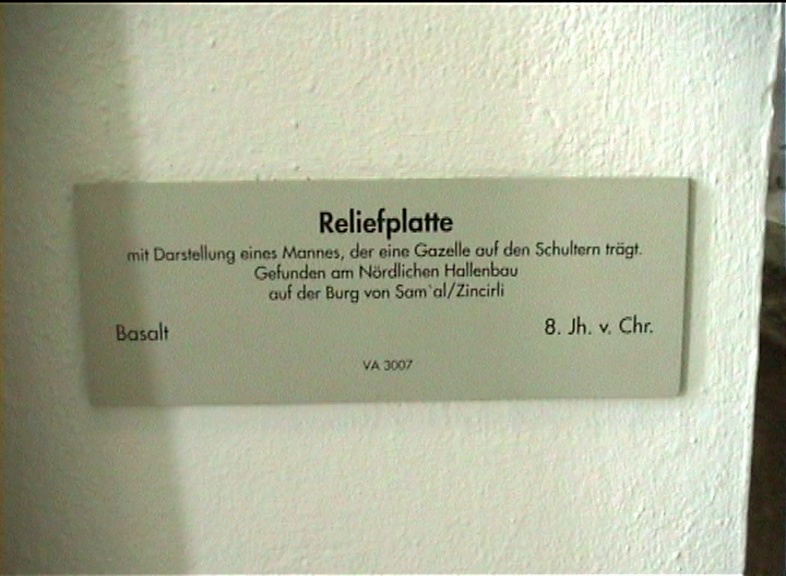 Reliefplatte
mit Darstellung eines Mannes, der eine Gazelle auf den Schultern trägt.
Gefunden am Nördlichen Hallenbau
auf der Burg von Sam`al/Zincirli
Basalt
8. Jh. v. Chr.
VA 3007